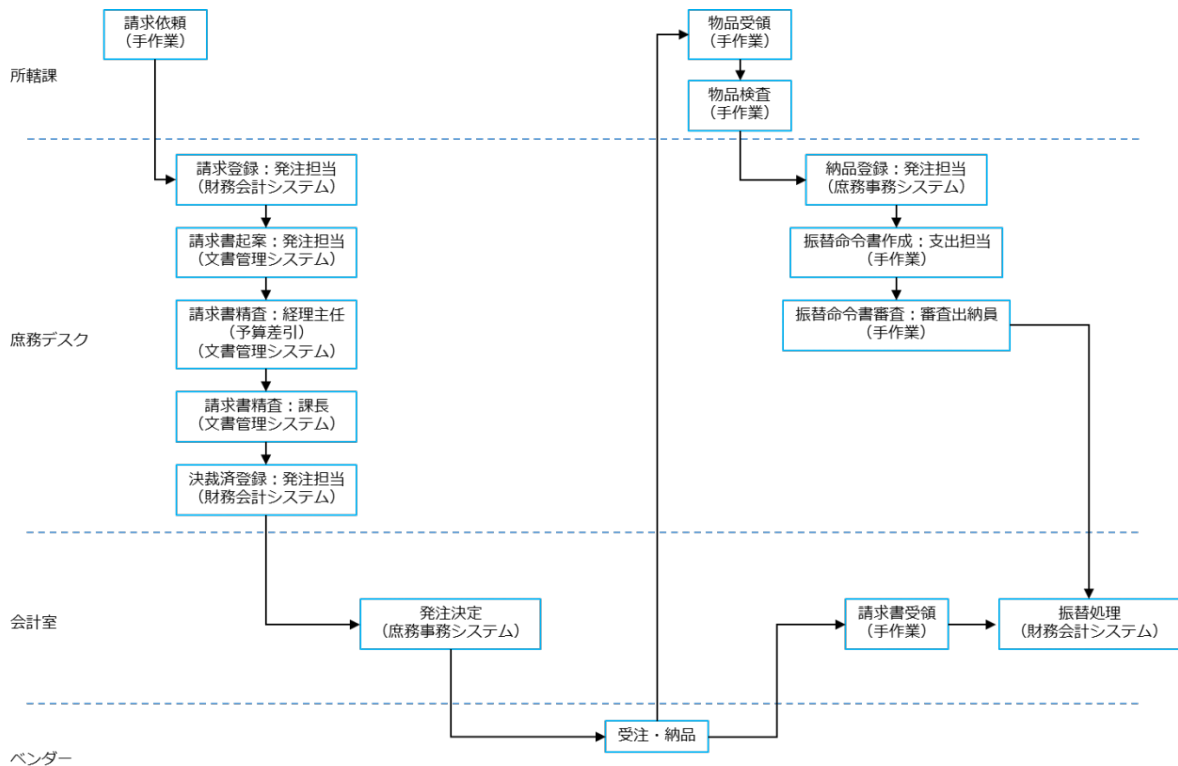 所轄課
請求依頼
（手作業）
物品受領
（手作業）
物品検査
（手作業）
庶務デスク
請求登録：発注担当
（財務会計システム）
請求書起案：発注担当
（文書管理システム）
請求書精査：経理主任
（予算差引）
（文書管理システム）
請求書精査：課長
（文書管理システム）
決裁済登録：発注担当
（財務会計システム）
納品登録：発注担当
（庶務事務システム）
振替命令書作成：支出担当
（手作業）
振替命令書審査：審査出納員
（手作業）
会計室
発注決定
（庶務事務システム）
請求書受領
（手作業）
振替処理
（財務会計システム）
ベンダー
受注・納品